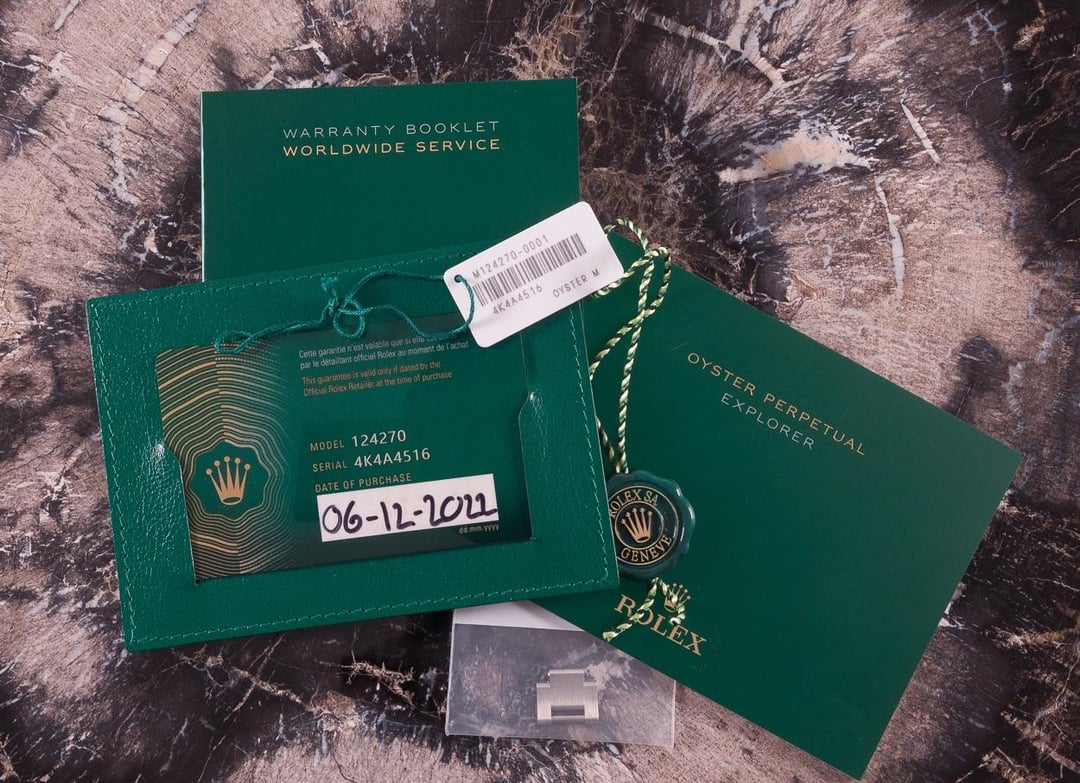 WARRANTY BOOKLET
WORLDWIDE SERVICE
M124270-0001
4K4A4516 OYSTER M
Cette garantie n'est valable que si elle
par le détaillant officiel Rolex au moment de l'achat
This guarantee is valid only if dated by the
Official Rolex Retailer at the time of purchase
MODEL 124270
SERIAL 4K4A4516
DATE OF PURCHASE
06-12-2022
dd.mm.yyyy
OYSTER PERPETUAL
EXPLORER
ROLEX SA
GENEVE
ROLEX